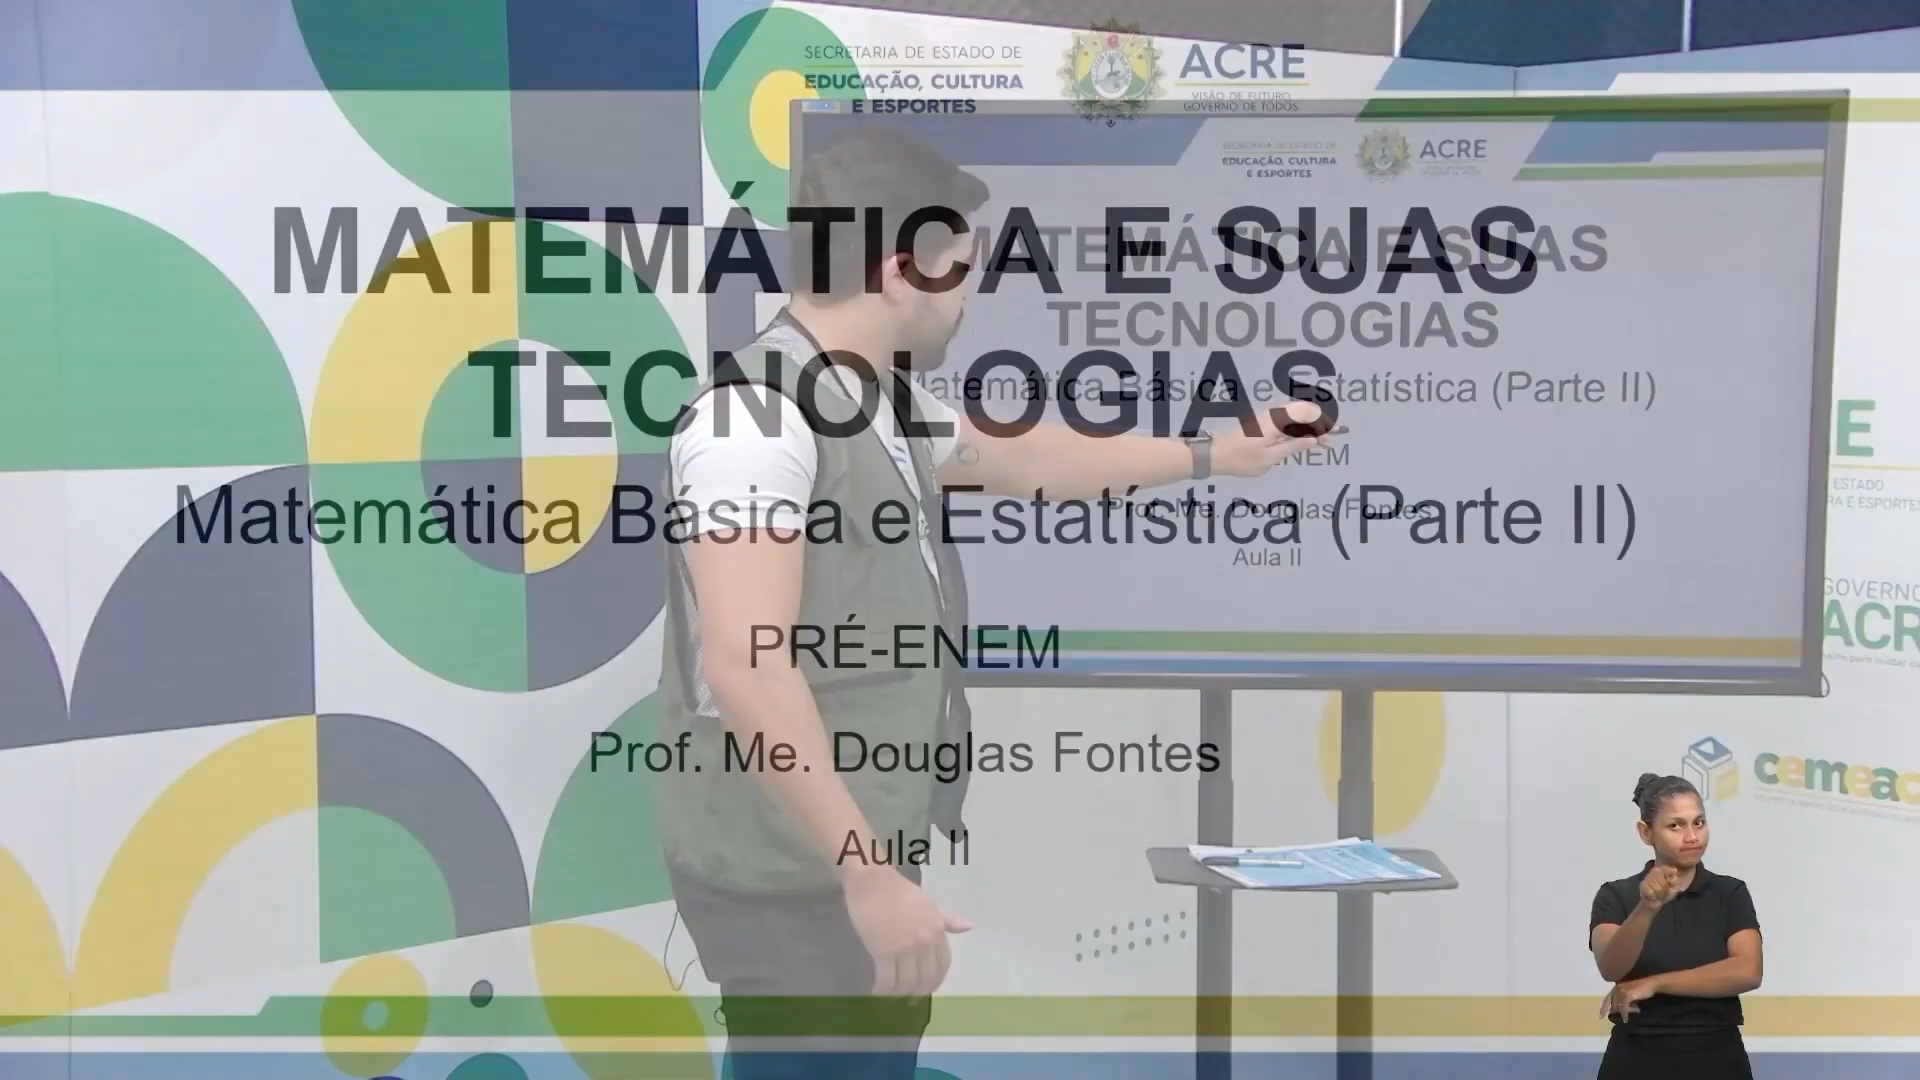 SECRETARIA DE ESTADO DE
EDUCAÇÃO, CULTURA
E ESPORTES
ACRE
VISÃO DE FUTURO,
GOVERNO DE TODOS
MATEMÁTICA E SUAS
TECNOLOGIAS
Matemática Básica e Estatística (Parte II)
PRÉ-ENEM
Prof. Me. Douglas Fontes
Aula II
SECRETARIA DE ESTADO DE
EDUCAÇÃO, CULTURA
E ESPORTES
ACRE
MATEMÁTICA E SUAS
TECNOLOGIAS
Matemática Básica e Estatística (Parte II)
ENEM
Prof. Me. Douglas Fontes
Aula II
E
ESTADO
RA E ESPORTES
GOVERNO
ACR
cemeac